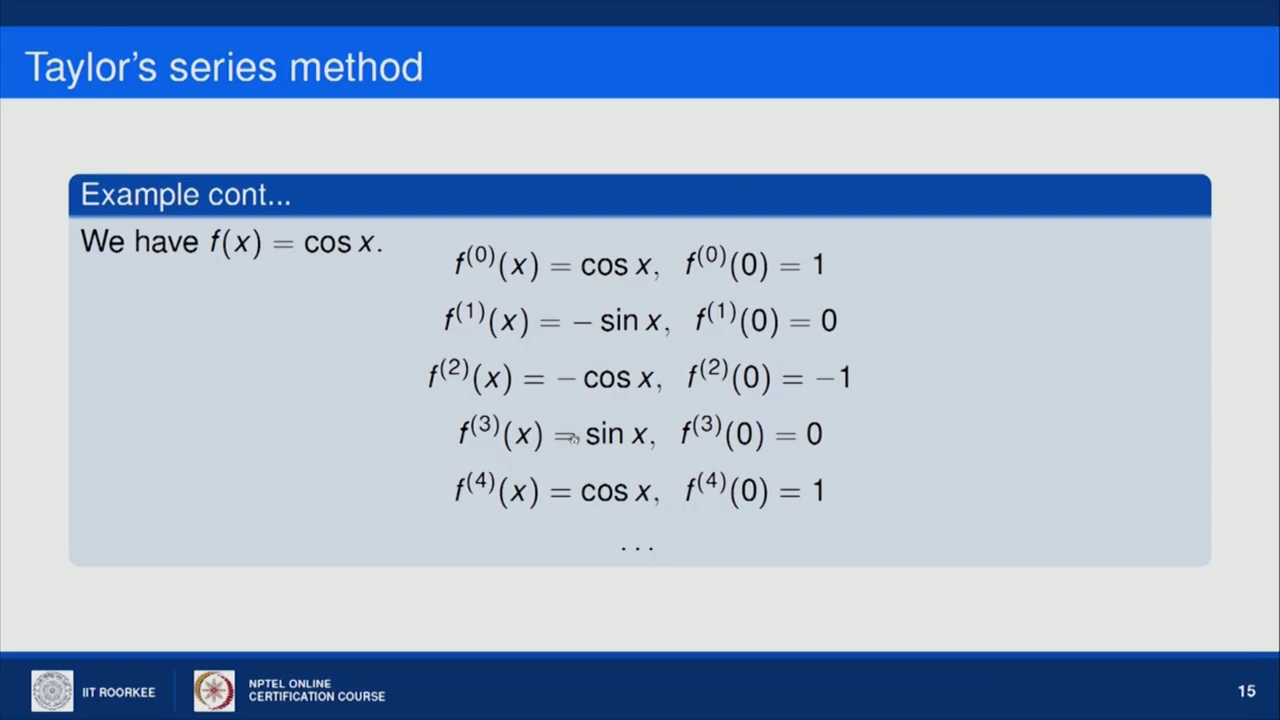 Taylor's series method
Example cont...
We have f(x) = cos x.
f⁽⁰⁾(x) = cos x, f⁽⁰⁾(0) = 1
f⁽¹⁾(x) = − sin x, f⁽¹⁾(0) = 0
f⁽²⁾(x) = − cos x, f⁽²⁾(0) = −1
f⁽³⁾(x) = sin x, f⁽³⁾(0) = 0
f⁽⁴⁾(x) = cos x, f⁽⁴⁾(0) = 1
...
IIT ROORKEE
NPTEL ONLINE
CERTIFICATION COURSE
15